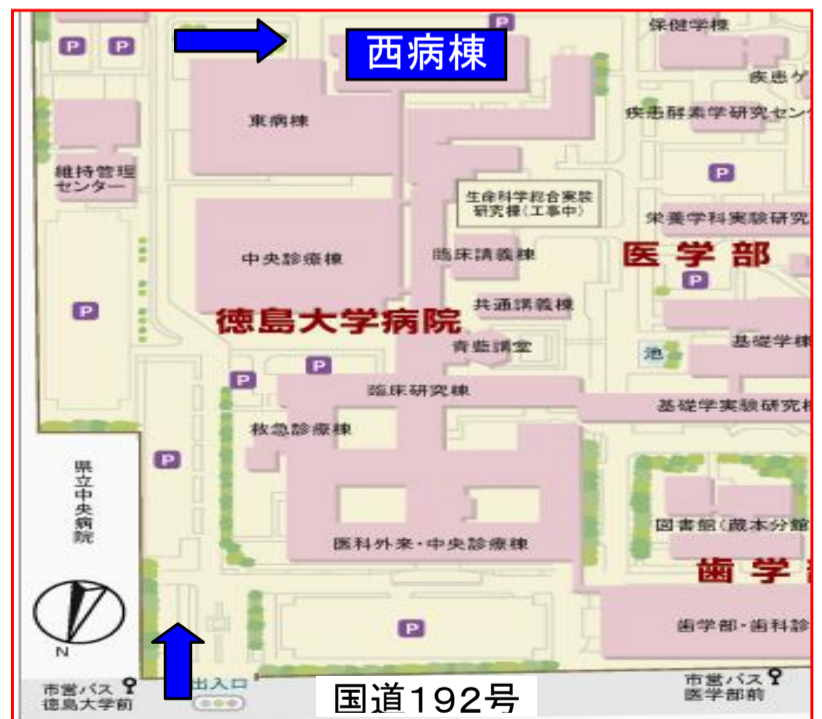 P P
P
西病棟
保健学棟
疾患ゲ
東病棟
疾患酵素学研究セン
維持管理
センター
P
生命科学総合実験
研究棟(工事中)
栄養学科実験研究
中央診療棟
臨床講義棟
医学部
P
P
共通講義棟
徳島大学病院
青藍講堂
池
基礎学棟
P
P
臨床研究棟
基礎学実験研究棟
救急診療棟
P
県立中央病院
図書館(蔵本分館
医科外来・中央診療棟
歯学
P
歯学部・歯科診
N
市営バス
徳島大学前
出入口
国道192号
市営バス
医学部前